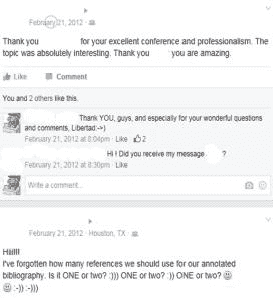 February 21, 2012 ·
Thank you for your excellent conference and professionalism. The
topic was absolutely interesting. Thank you you are amazing.
Like Comment
You and 2 others like this.
Thank YOU, guys, and especially for your wonderful questions
and comments, Libertad:->)
February 21, 2012 at 6:04pm · Like 2
Hi ! Did you receive my message ?
February 21, 2012 at 8:30pm · Like
Write a comment...
February 21, 2012 · Houston, TX ·
Hiiiiii!
I've forgotten how many references we should use for our annotated
bibliography. Is it ONE or two? :))) ONE or two? :)) ONE or two? 😃
😃 :-)) :-)))